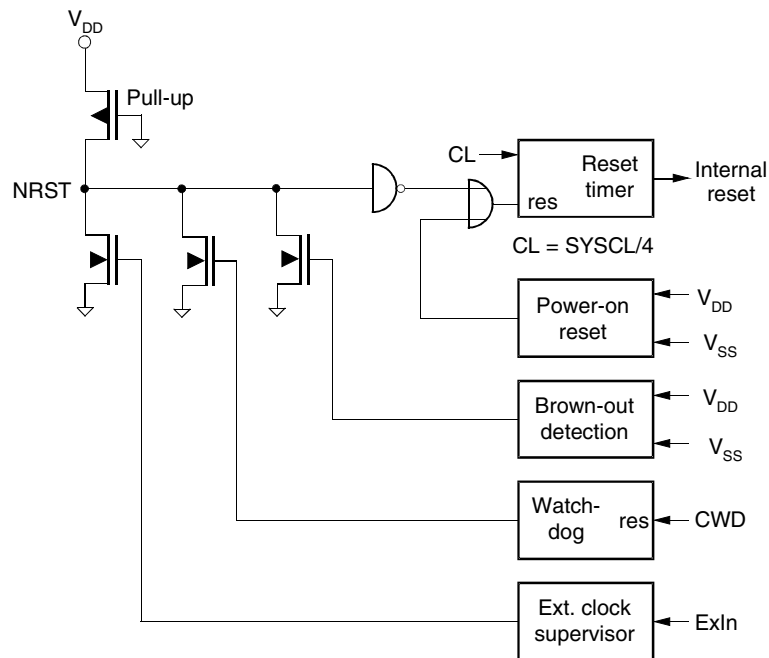 VDD
Pull-up
NRST
CL
Reset
timer
res
Internal
reset
CL = SYSCL/4
Power-on
reset
VDD
VSS
Brown-out
detection
VDD
VSS
Watch-
dog
res
CWD
Ext. clock
supervisor
ExIn